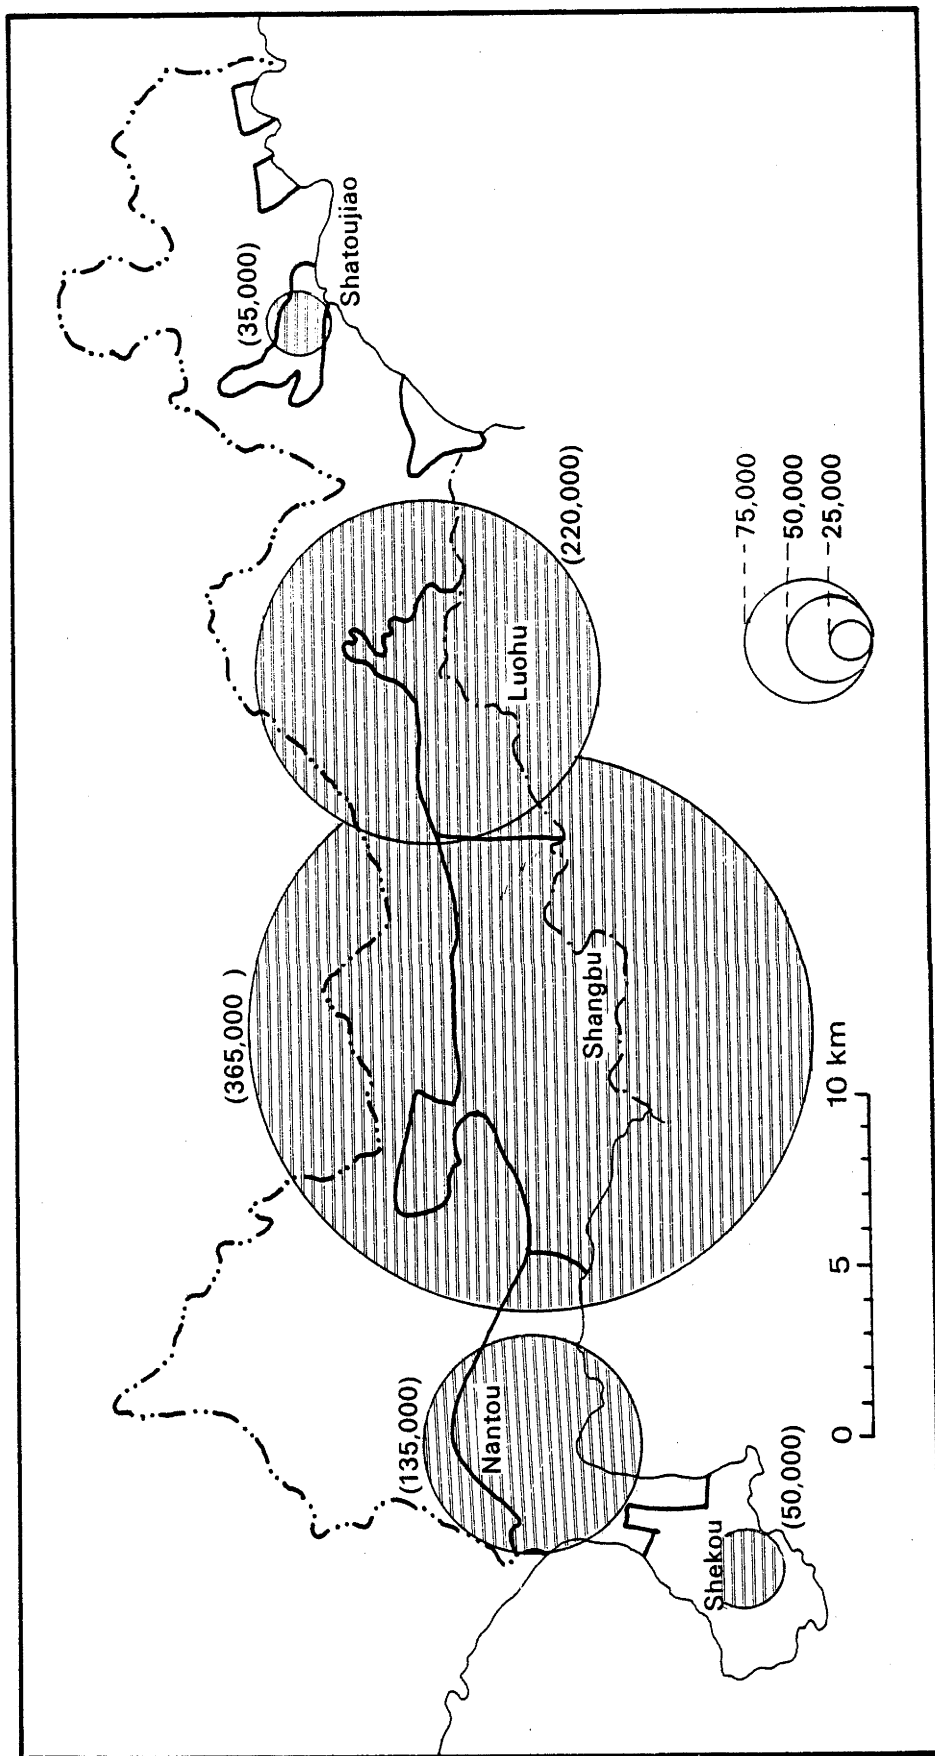 (35,000)
Shatoujiao
(220,000)
Luohu
(365,000 )
Shangbu
(135,000)
Nantou
(50,000)
Shekou
75,000
50,000
25,000
0 5 10 km